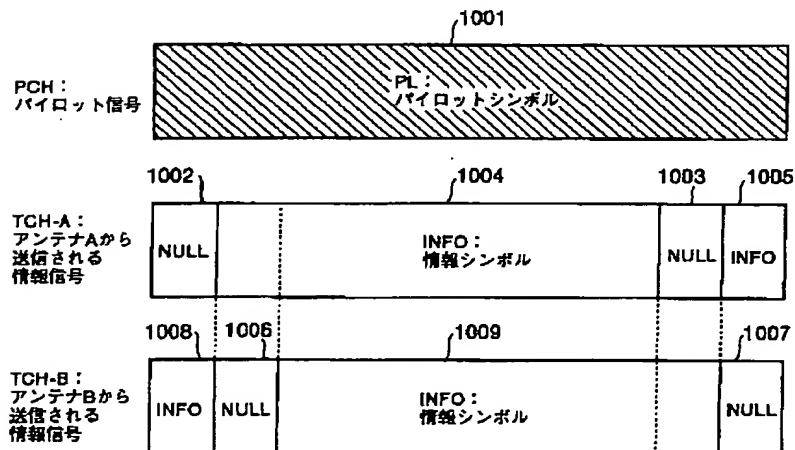 1001
PCH：
パイロット信号
PL：
パイロットシンボル
1002
1004
1003
1005
TCH-A：
アンテナAから
送信される
情報信号
NULL
INFO：
情報シンボル
NULL
INFO
1008
1006
1009
1007
TCH-B：
アンテナBから
送信される
情報信号
INFO
NULL
INFO：
情報シンボル
NULL